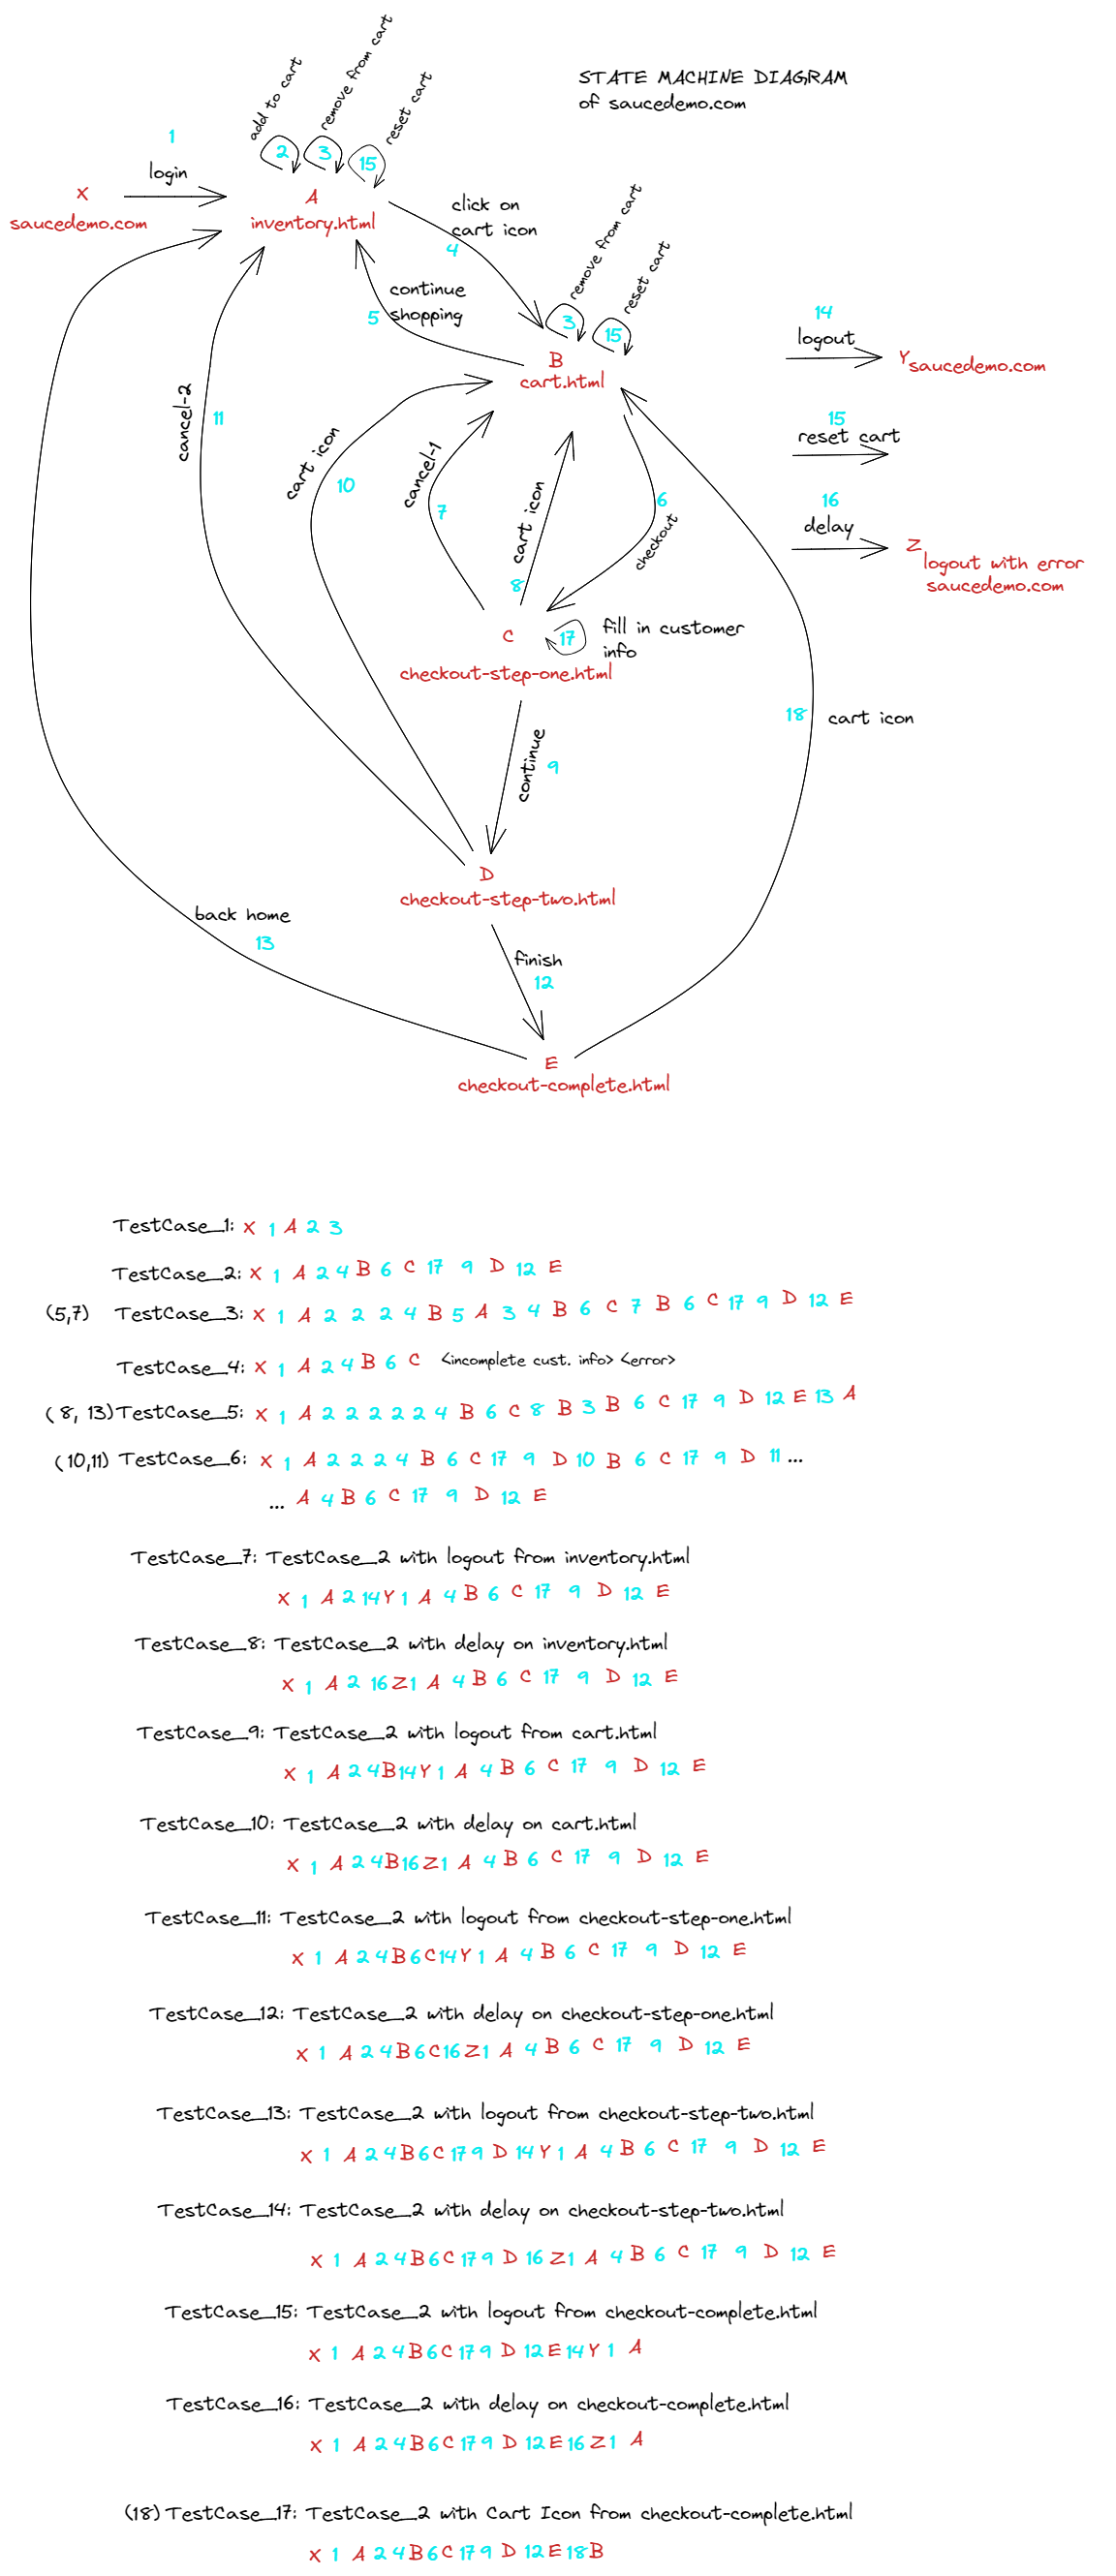 STATE MACHINE DIAGRAM
of saucedemo.com
add to cart
remove from cart
reset cart
2
3
15
1
login
X
saucedemo.com
A
inventory.html
click on
cart icon
4
continue
shopping
5
remove from cart
reset cart
3
15
B
cart.html
14
logout
Y
saucedemo.com
15
reset cart
16
delay
Z
logout with error
saucedemo.com
cancel-2
11
cart icon
10
cancel-1
7
cart icon
8
6
checkout
C
17
fill in customer
info
checkout-step-one.html
18
cart icon
continue
9
D
checkout-step-two.html
back home
13
finish
12
E
checkout-complete.html
TestCase_1: X 1 A 2 3
TestCase_2: X 1 A 2 4 B 6 C 17 9 D 12 E
(5,7) TestCase_3: X 1 A 2 2 2 4 B 5 A 3 4 B 6 C 7 B 6 C 17 9 D 12 E
TestCase_4: X 1 A 2 4 B 6 C <incomplete cust. info> <error>
( 8, 13) TestCase_5: X 1 A 2 2 2 2 2 4 B 6 C 8 B 3 B 6 C 17 9 D 12 E 13 A
(10,11) TestCase_6: X 1 A 2 2 2 4 B 6 C 17 9 D 10 B 6 C 17 9 D 11 ...
... A 4 B 6 C 17 9 D 12 E
TestCase_7: TestCase_2 with logout from inventory.html
X 1 A 2 14 Y 1 A 4 B 6 C 17 9 D 12 E
TestCase_8: TestCase_2 with delay on inventory.html
X 1 A 2 16 Z 1 A 4 B 6 C 17 9 D 12 E
TestCase_9: TestCase_2 with logout from cart.html
X 1 A 2 4 B 14 Y 1 A 4 B 6 C 17 9 D 12 E
TestCase_10: TestCase_2 with delay on cart.html
X 1 A 2 4 B 16 Z 1 A 4 B 6 C 17 9 D 12 E
TestCase_11: TestCase_2 with logout from checkout-step-one.html
X 1 A 2 4 B 6 C 14 Y 1 A 4 B 6 C 17 9 D 12 E
TestCase_12: TestCase_2 with delay on checkout-step-one.html
X 1 A 2 4 B 6 C 16 Z 1 A 4 B 6 C 17 9 D 12 E
TestCase_13: TestCase_2 with logout from checkout-step-two.html
X 1 A 2 4 B 6 C 17 9 D 14 Y 1 A 4 B 6 C 17 9 D 12 E
TestCase_14: TestCase_2 with delay on checkout-step-two.html
X 1 A 2 4 B 6 C 17 9 D 16 Z 1 A 4 B 6 C 17 9 D 12 E
TestCase_15: TestCase_2 with logout from checkout-complete.html
X 1 A 2 4 B 6 C 17 9 D 12 E 14 Y 1 A
TestCase_16: TestCase_2 with delay on checkout-complete.html
X 1 A 2 4 B 6 C 17 9 D 12 E 16 Z 1 A
(18) TestCase_17: TestCase_2 with Cart Icon from checkout-complete.html
X 1 A 2 4 B 6 C 17 9 D 12 E 18 B